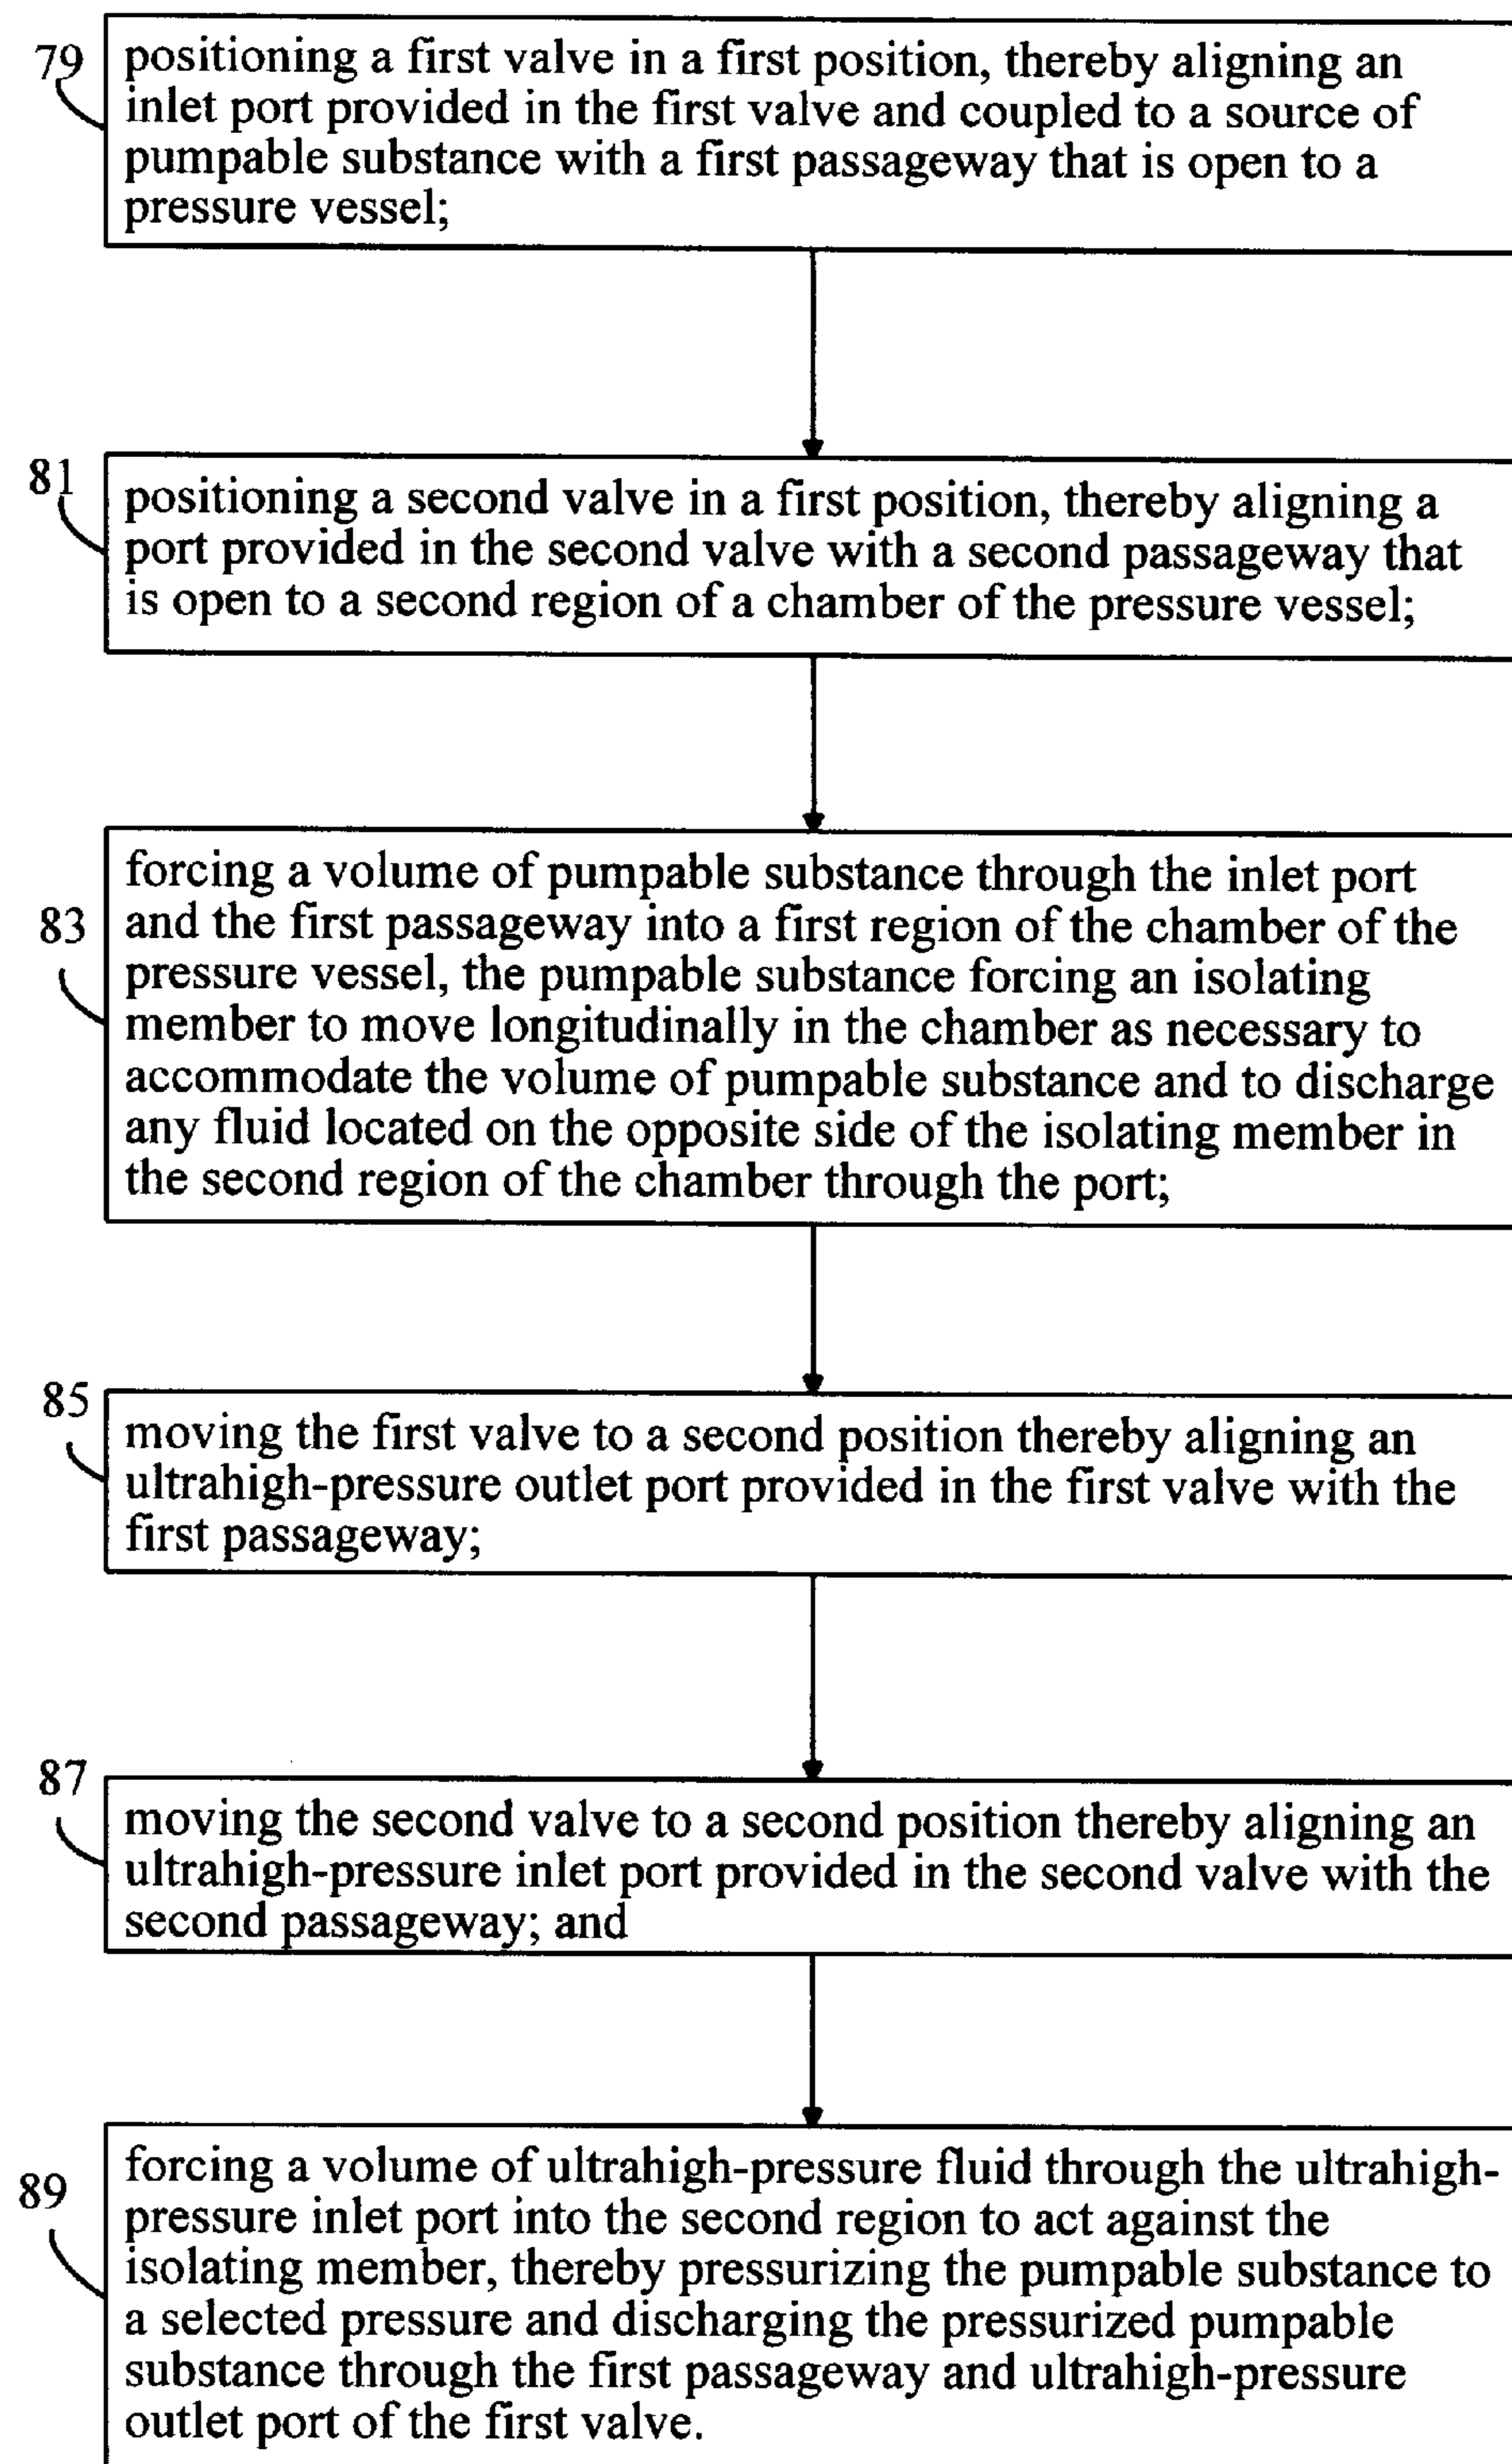 79
positioning a first valve in a first position, thereby aligning an
inlet port provided in the first valve and coupled to a source of
pumpable substance with a first passageway that is open to a
pressure vessel;
81
positioning a second valve in a first position, thereby aligning a
port provided in the second valve with a second passageway that
is open to a second region of a chamber of the pressure vessel;
83
forcing a volume of pumpable substance through the inlet port
and the first passageway into a first region of the chamber of the
pressure vessel, the pumpable substance forcing an isolating
member to move longitudinally in the chamber as necessary to
accommodate the volume of pumpable substance and to discharge
any fluid located on the opposite side of the isolating member in
the second region of the chamber through the port;
85
moving the first valve to a second position thereby aligning an
ultrahigh-pressure outlet port provided in the first valve with the
first passageway;
87
moving the second valve to a second position thereby aligning an
ultrahigh-pressure inlet port provided in the second valve with the
second passageway; and
89
forcing a volume of ultrahigh-pressure fluid through the ultrahigh-
pressure inlet port into the second region to act against the
isolating member, thereby pressurizing the pumpable substance to
a selected pressure and discharging the pressurized pumpable
substance through the first passageway and ultrahigh-pressure
outlet port of the first valve.